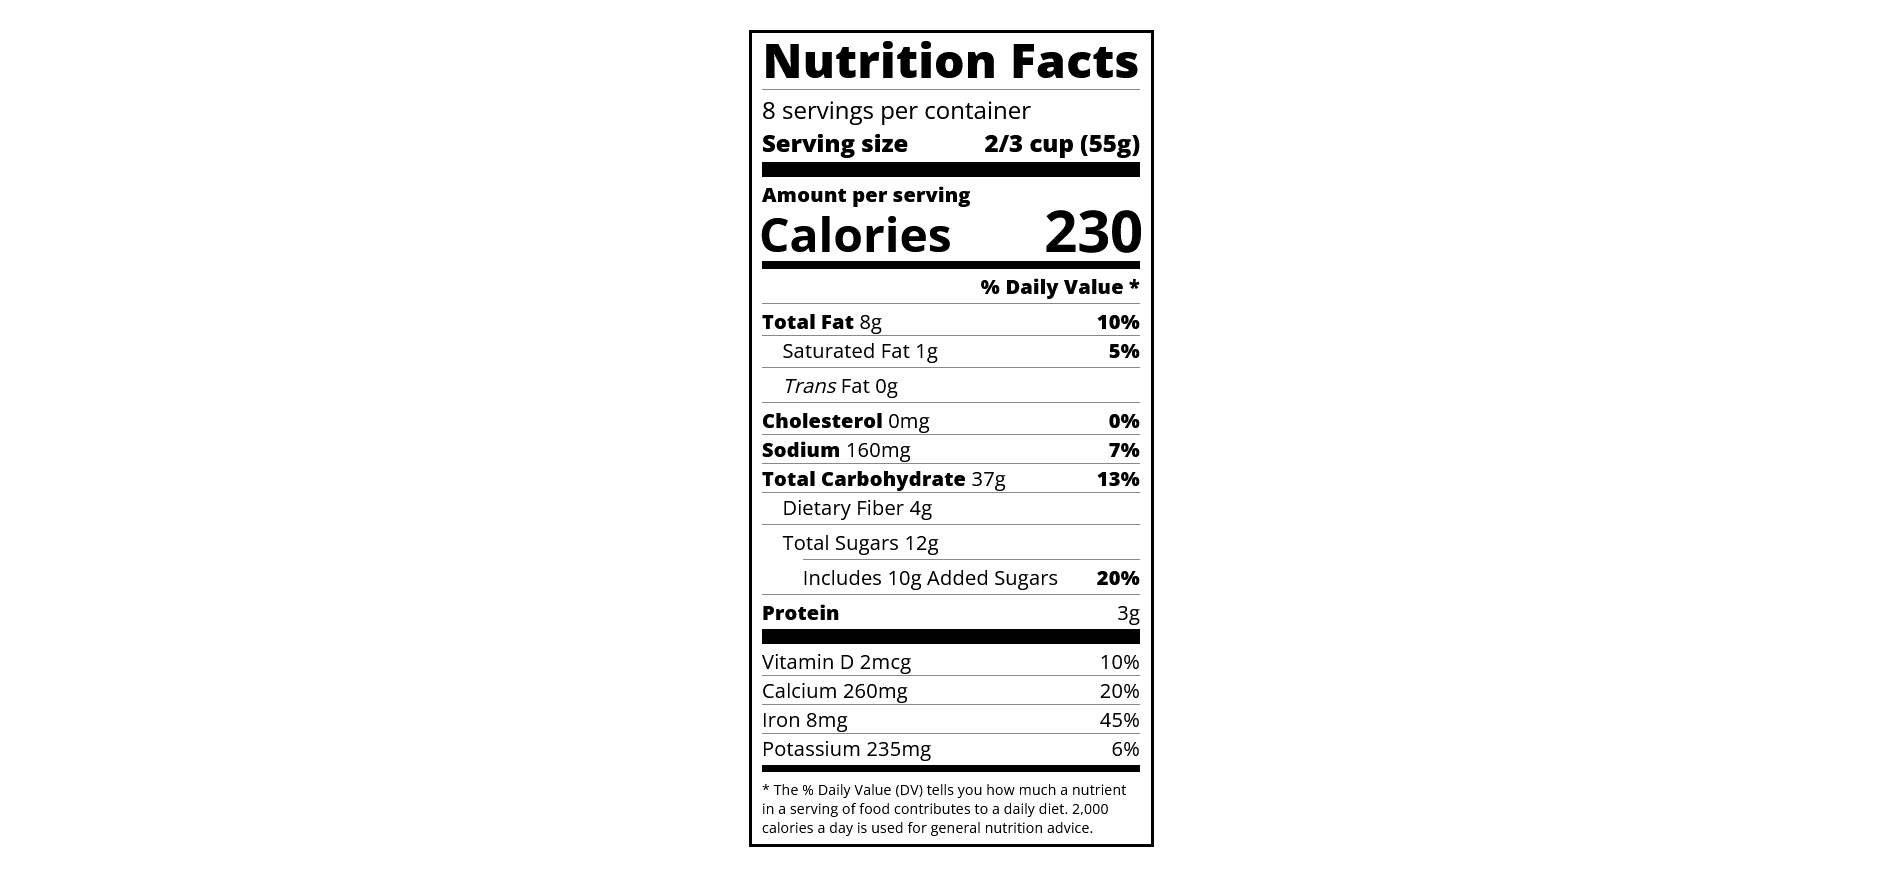 Nutrition Facts
8 servings per container
Serving size 2/3 cup (55g)
Amount per serving
Calories 230
% Daily Value *
Total Fat 8g 10%
Saturated Fat 1g 5%
Trans Fat 0g
Cholesterol 0mg 0%
Sodium 160mg 7%
Total Carbohydrate 37g 13%
Dietary Fiber 4g
Total Sugars 12g
Includes 10g Added Sugars 20%
Protein 3g
Vitamin D 2mcg 10%
Calcium 260mg 20%
Iron 8mg 45%
Potassium 235mg 6%
* The % Daily Value (DV) tells you how much a nutrient
in a serving of food contributes to a daily diet. 2,000
calories a day is used for general nutrition advice.